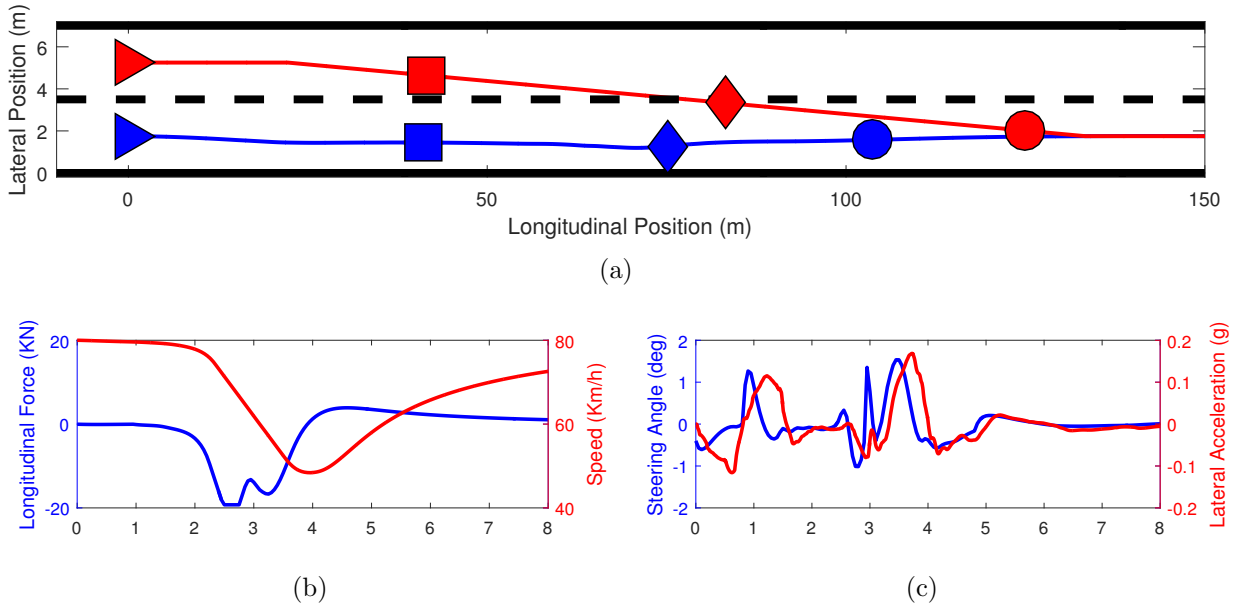 Lateral Position (m)
6
4
2
0
0 50 100 150
Longitudinal Position (m)
(a)
Longitudinal Force (KN)
20
0
-20
80
60
40
Speed (Km/h)
0 1 2 3 4 5 6 7 8
(b)
Steering Angle (deg)
2
1
0
-1
-2
0.2
0.1
0
-0.1
-0.2
Lateral Acceleration (g)
0 1 2 3 4 5 6 7 8
(c)